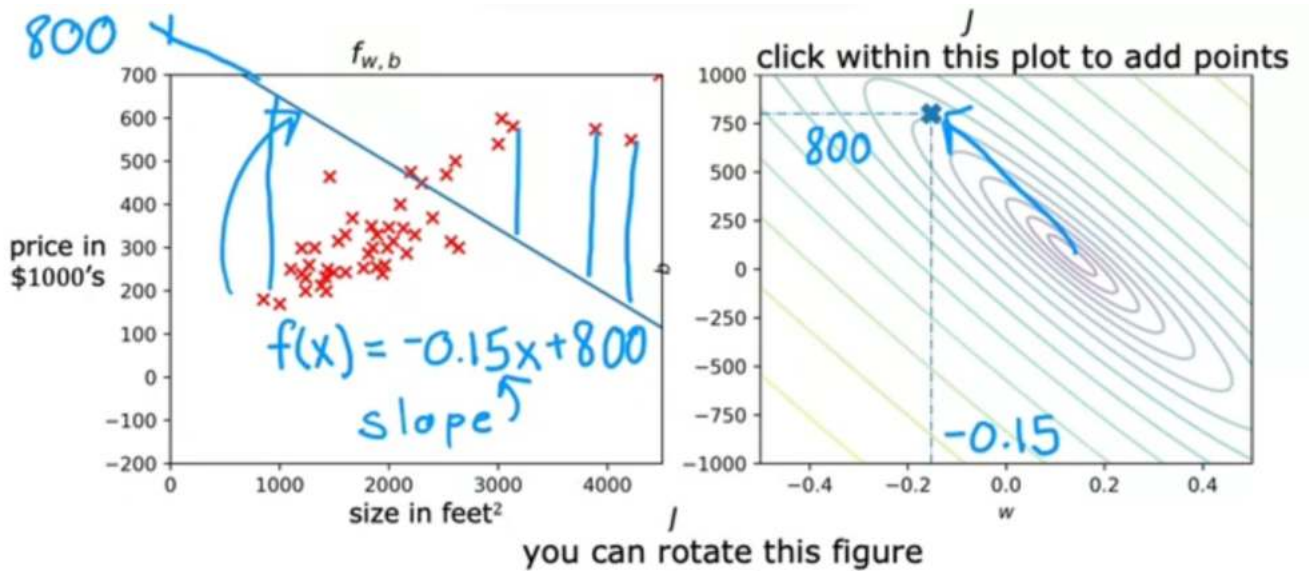 800
f_{w,b}
J
click within this plot to add points
700
600
500
400
300
200
100
0
−100
−200
price in
$1000's
0
1000
2000
3000
4000
size in feet²
f(x) = -0.15x+800
slope
1000
750
500
250
0
−250
−500
−750
−1000
b
800
-0.15
−0.4
−0.2
0.0
0.2
0.4
w
you can rotate this figure